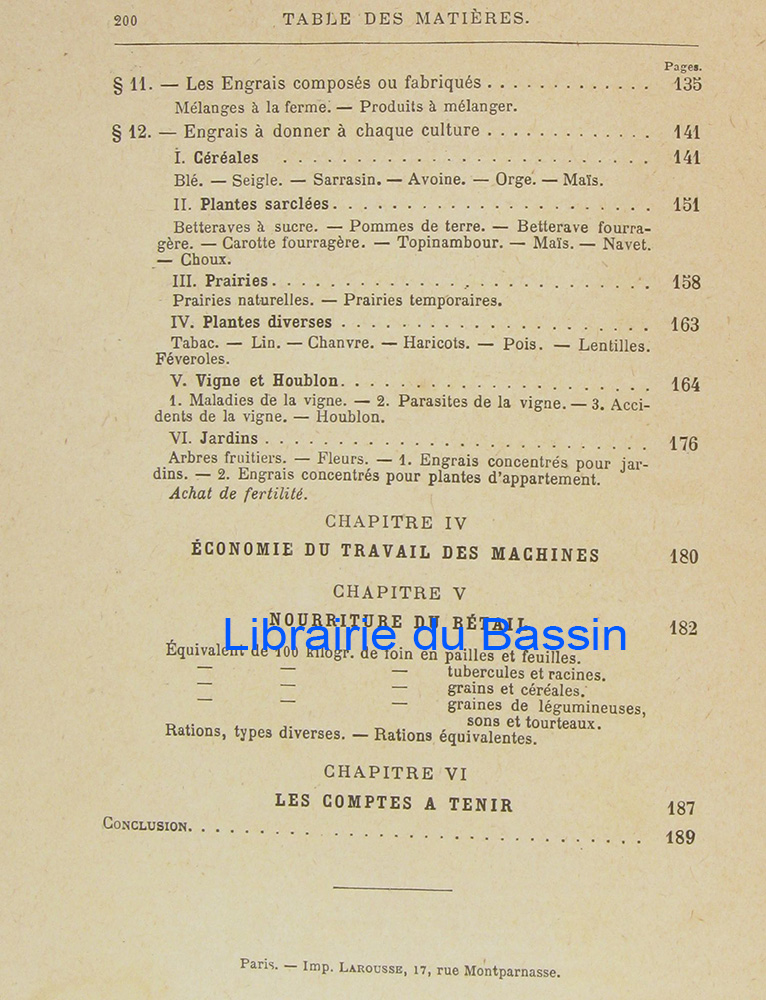 200 TABLE DES MATIÈRES.
Pages.
§ 11. — Les Engrais composés ou fabriqués . . . . . . . . . . . . . 135
Mélanges à la ferme. — Produits à mélanger.
§ 12. — Engrais à donner à chaque culture . . . . . . . . . . . . . 141
I. Céréales . . . . . . . . . . . . . . . . . . . . . . . . . 141
Blé. — Seigle. — Sarrasin. — Avoine. — Orge. — Maïs.
II. Plantes sarclées. . . . . . . . . . . . . . . . . . . . . . 151
Betteraves à sucre. — Pommes de terre. — Betterave fourra-
gère. — Carotte fourragère. — Topinambour. — Maïs. — Navet.
— Choux.
III. Prairies. . . . . . . . . . . . . . . . . . . . . . . . . . 158
Prairies naturelles. — Prairies temporaires.
IV. Plantes diverses . . . . . . . . . . . . . . . . . . . . . 163
Tabac. — Lin. — Chanvre. — Haricots. — Pois. — Lentilles.
Féveroles.
V. Vigne et Houblon. . . . . . . . . . . . . . . . . . . . . 164
1. Maladies de la vigne. — 2. Parasites de la vigne. — 3. Acci-
dents de la vigne. — Houblon.
VI. Jardins . . . . . . . . . . . . . . . . . . . . . . . . . . 176
Arbres fruitiers. — Fleurs. — 1. Engrais concentrés pour jar-
dins. — 2. Engrais concentrés pour plantes d'appartement.
Achat de fertilité.
CHAPITRE IV
ÉCONOMIE DU TRAVAIL DES MACHINES 180
CHAPITRE V
NOURRITURE DU BÉTAIL 182
Librairie du Bassin
Équivalent de 100 kilogr. de foin en pailles et feuilles.
— — — tubercules et racines.
— — — grains et céréales.
— — — graines de légumineuses,
sons et tourteaux.
Rations, types diverses. — Rations équivalentes.
CHAPITRE VI
LES COMPTES A TENIR 187
CONCLUSION. . . . . . . . . . . . . . . . . . . . . . . . . . . . . . . 189
Paris. — Imp. LAROUSSE, 17, rue Montparnasse.